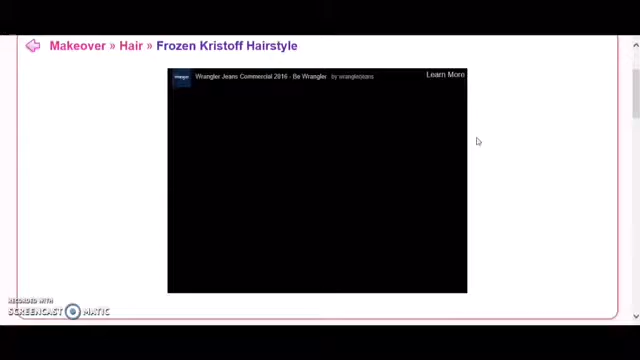 Makeover » Hair » Frozen Kristoff Hairstyle
Wrangler Jeans Commercial 2016 - Be Wrangler by wranglerjeans
Learn More
RECORDED WITH
SCREENCAST MATIC